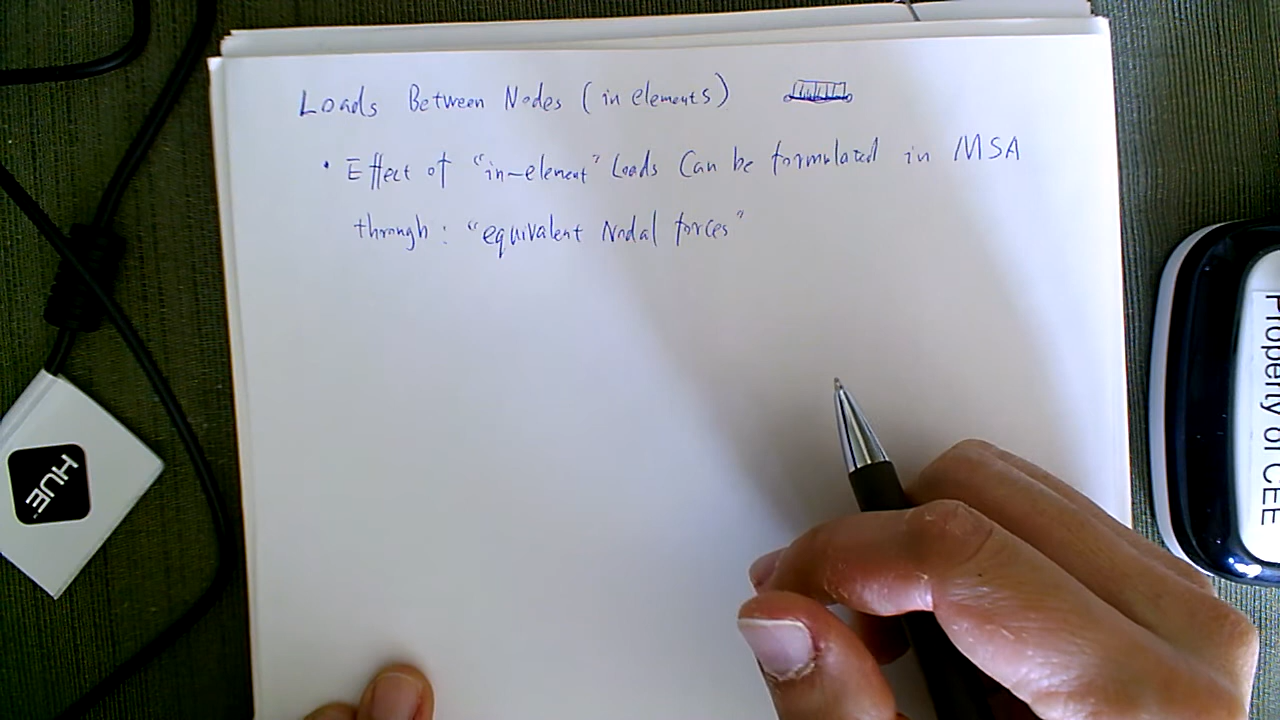 Loads Between Nodes (in elements)
• Effect of "in-element" Loads Can be formulated in MSA
through: "equivalent Nodal forces"
HUE
Property of CEE